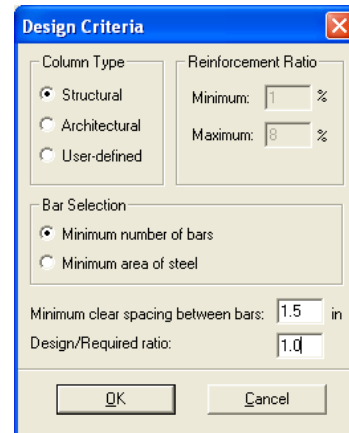 Design Criteria
Column Type
Structural
Architectural
User-defined
Reinforcement Ratio
Minimum: 1 %
Maximum: 8 %
Bar Selection
Minimum number of bars
Minimum area of steel
Minimum clear spacing between bars: 1.5 in
Design/Required ratio: 1.0
OK Cancel